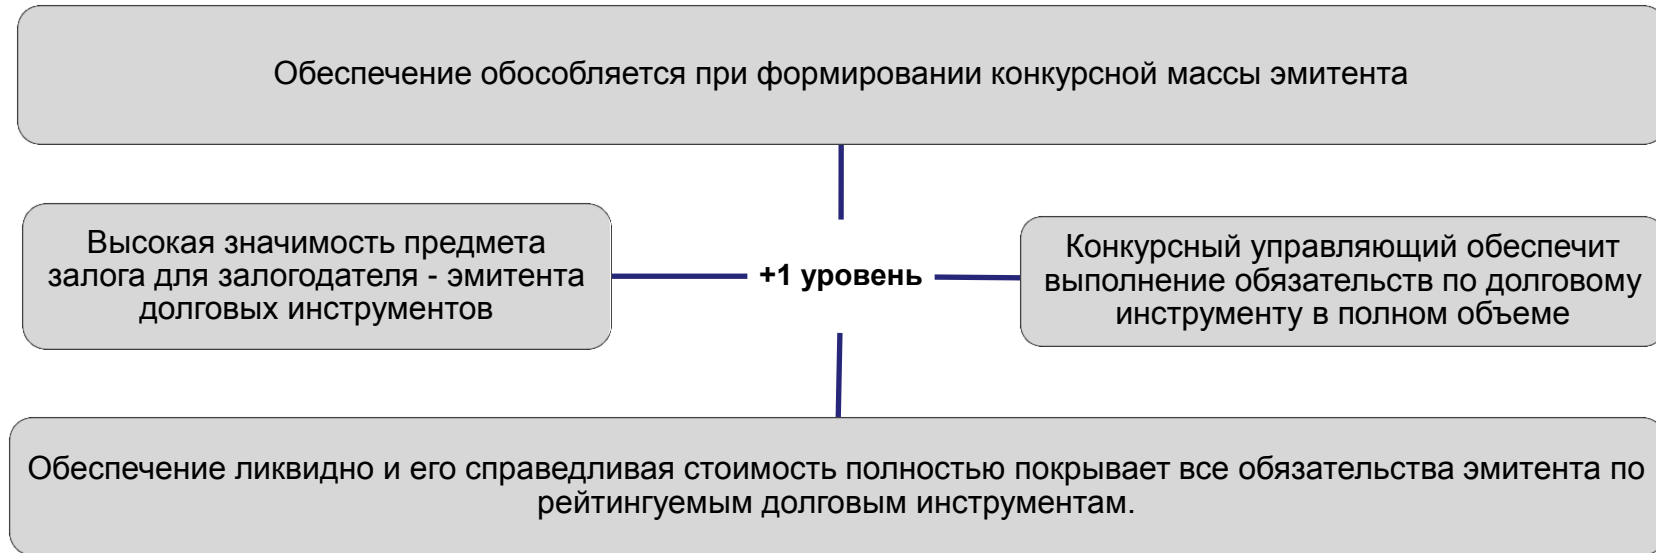 Обеспечение обособляется при формировании конкурсной массы эмитента
Высокая значимость предмета
залога для залогодателя - эмитента
долговых инструментов
+1 уровень
Конкурсный управляющий обеспечит
выполнение обязательств по долговому
инструменту в полном объеме
Обеспечение ликвидно и его справедливая стоимость полностью покрывает все обязательства эмитента по
рейтингуемым долговым инструментам.